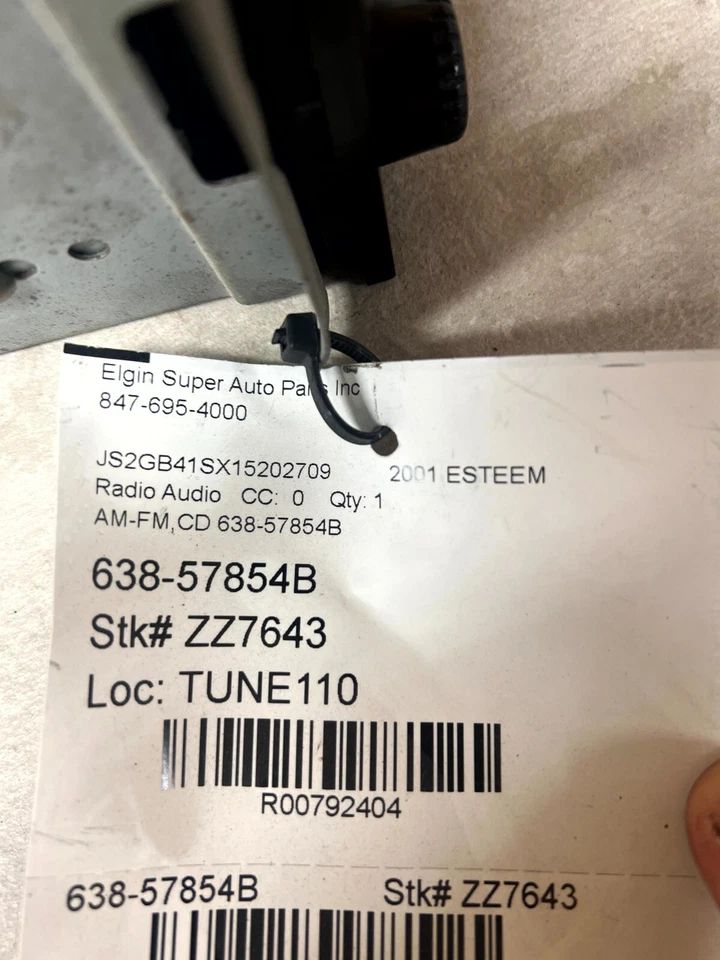 Elgin Super Auto Parts Inc
847-695-4000
JS2GB41SX15202709 2001 ESTEEM
Radio Audio CC: 0 Qty: 1
AM-FM,CD 638-57854B
638-57854B
Stk# ZZ7643
Loc: TUNE110
R00792404
638-57854B Stk# ZZ7643